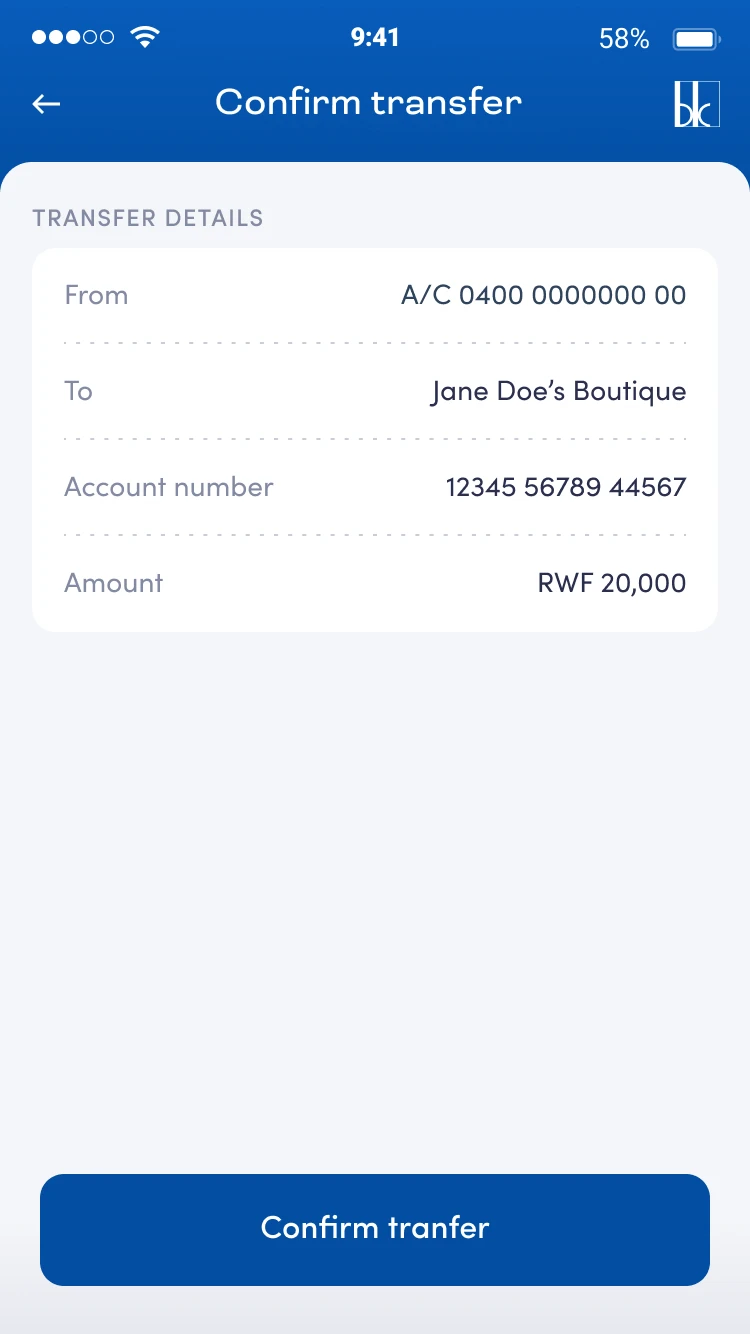 9:41 58%
Confirm transfer bk
TRANSFER DETAILS
From A/C 0400 0000000 00
To Jane Doe’s Boutique
Account number 12345 56789 44567
Amount RWF 20,000
Confirm tranfer